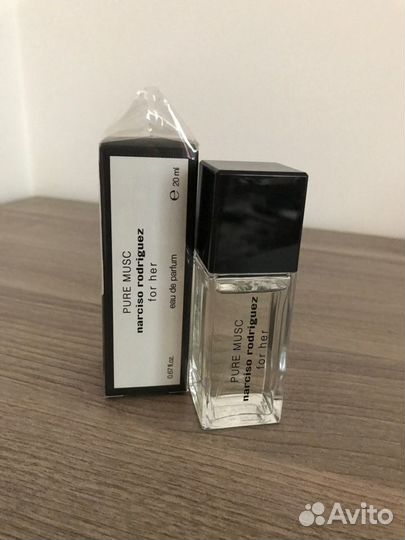 PURE MUSC
narciso rodriguez
for her
eau de parfum
0.67 fl.oz.
e 20 ml
PURE MUSC
narciso rodriguez
for her
Avito